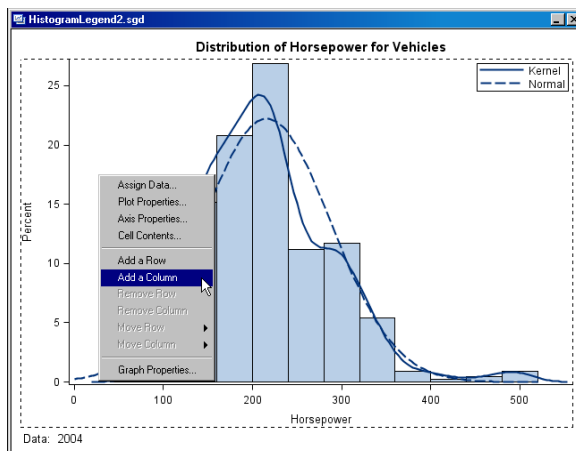 HistogramLegend2.sgd
Distribution of Horsepower for Vehicles
Kernel
Normal
25
20
15
10
5
0
Percent
Assign Data...
Plot Properties...
Axis Properties...
Cell Contents...
Add a Row
Add a Column
Remove Row
Remove Column
Move Row
Move Column
Graph Properties...
0 100 200 300 400 500
Horsepower
Data: 2004